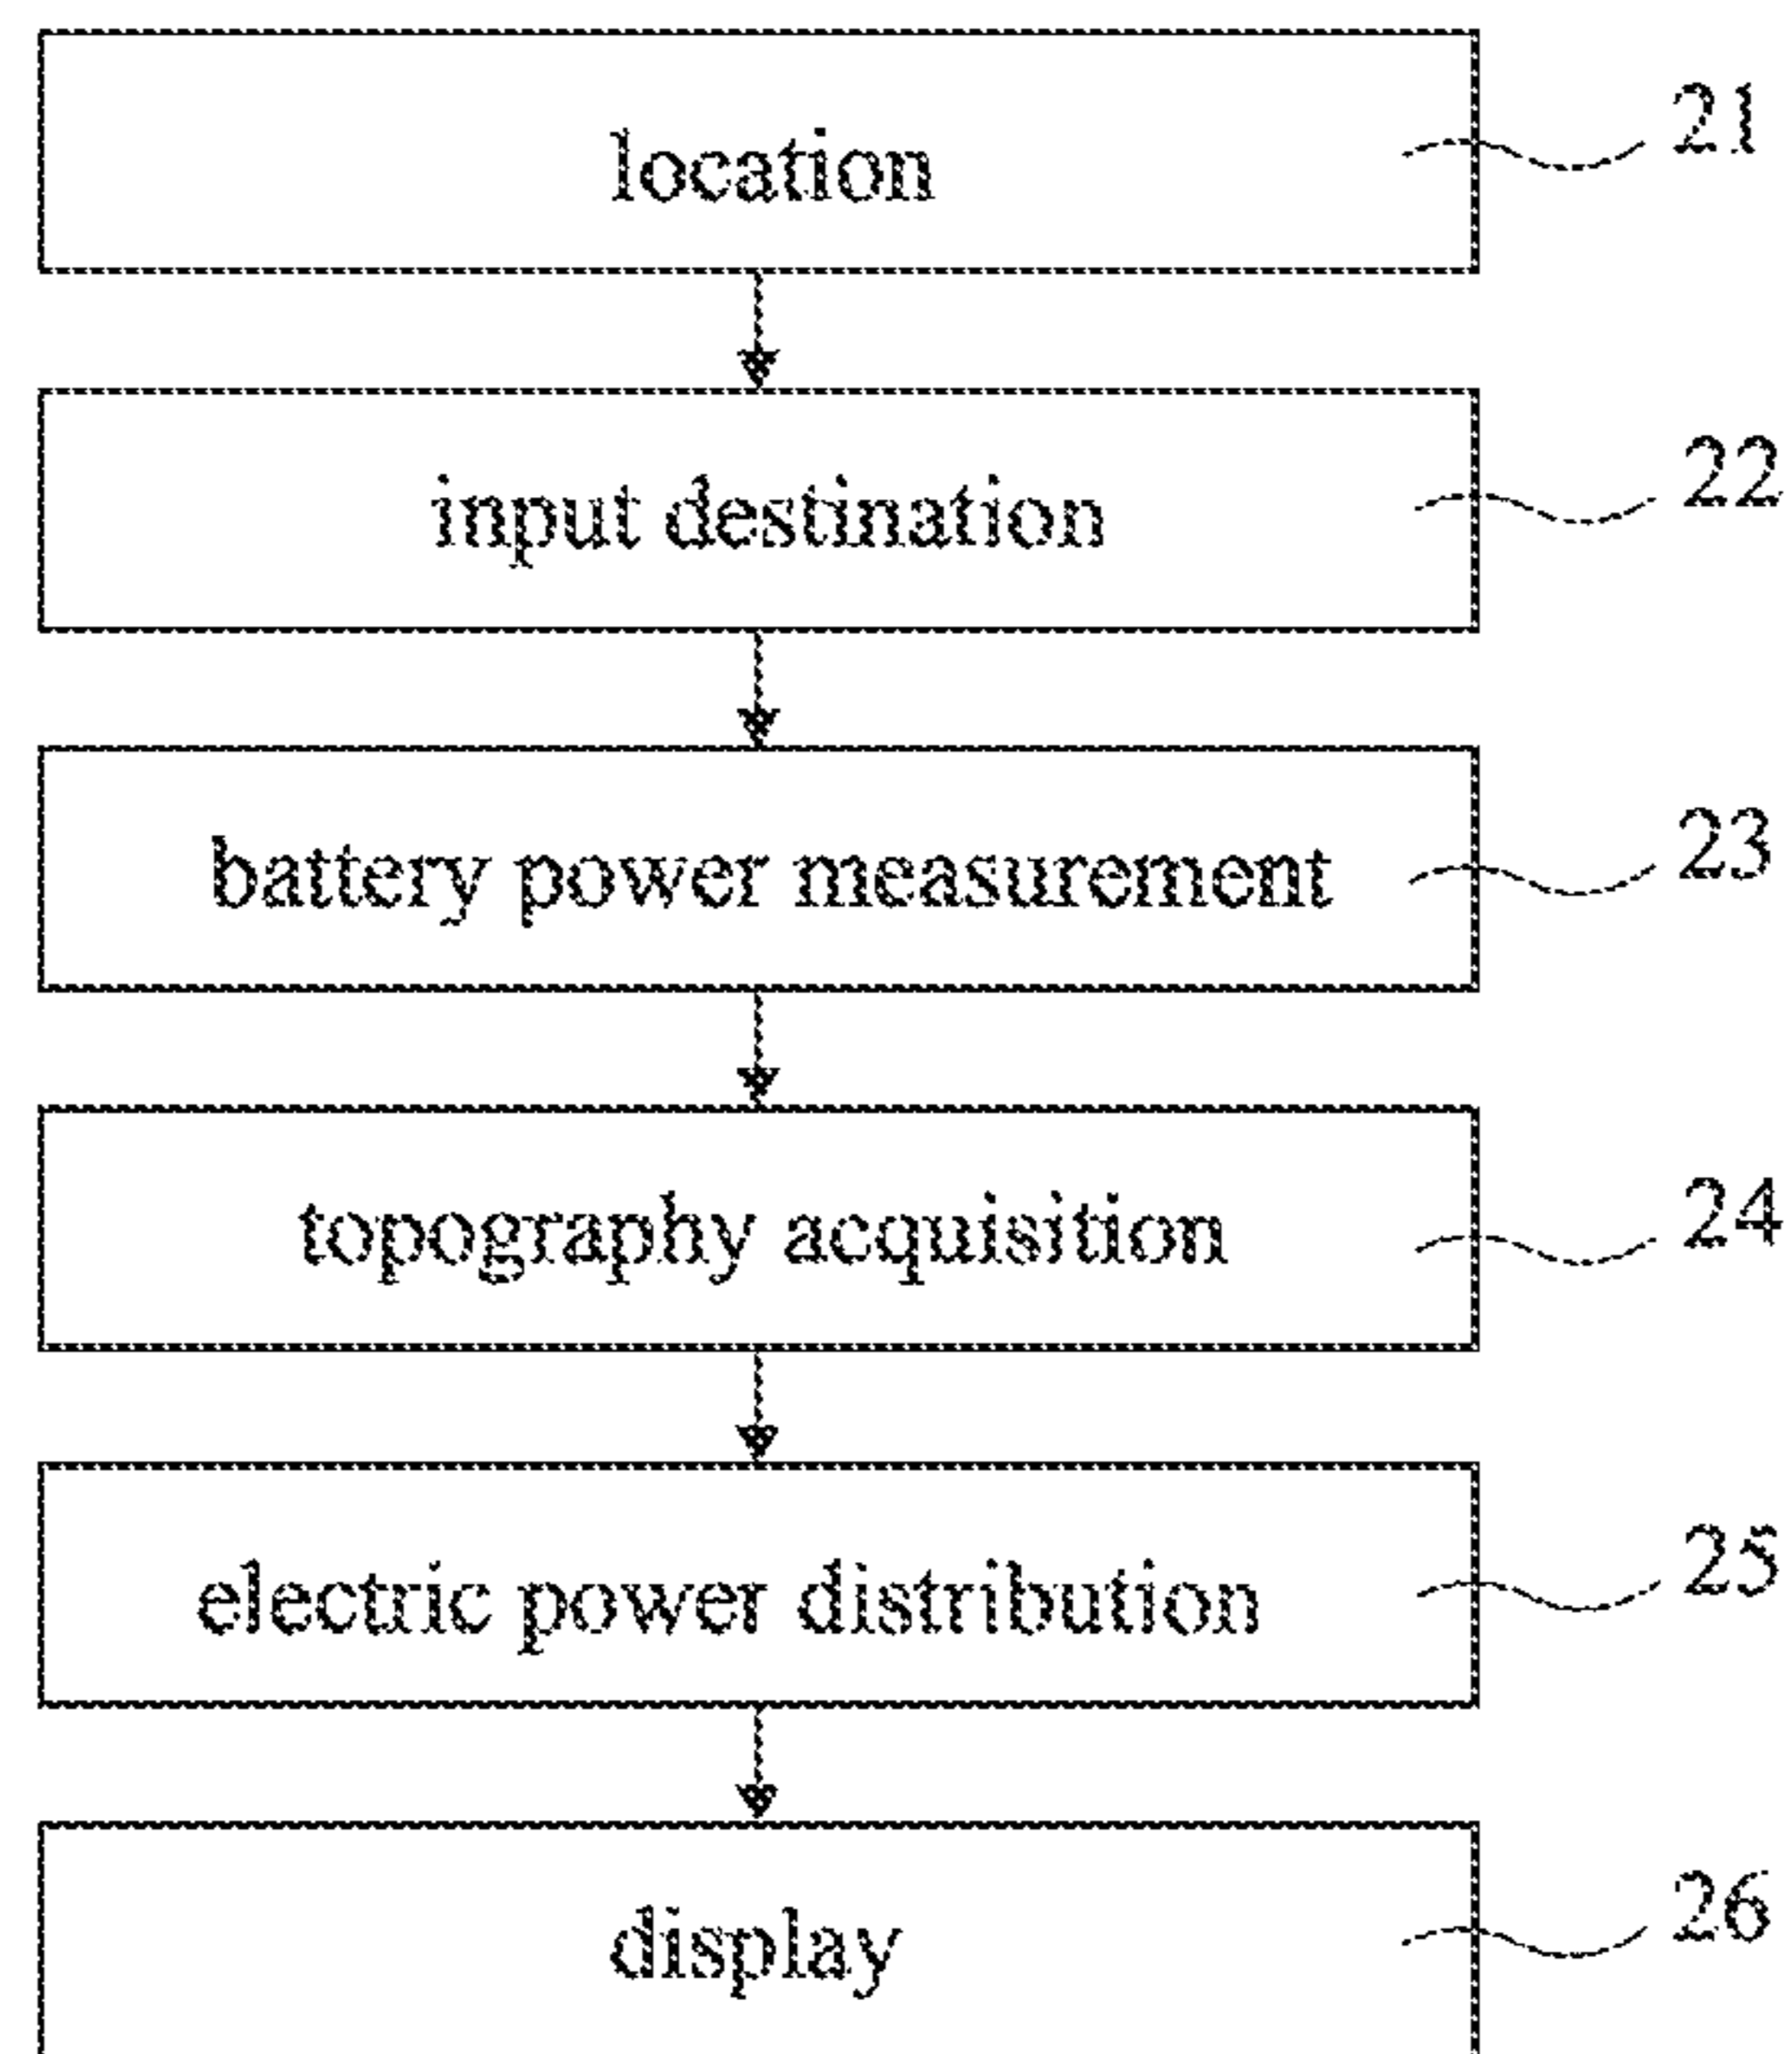 location 21
input destination 22
battery power measurement 23
topography acquisition 24
electric power distribution 25
display 26